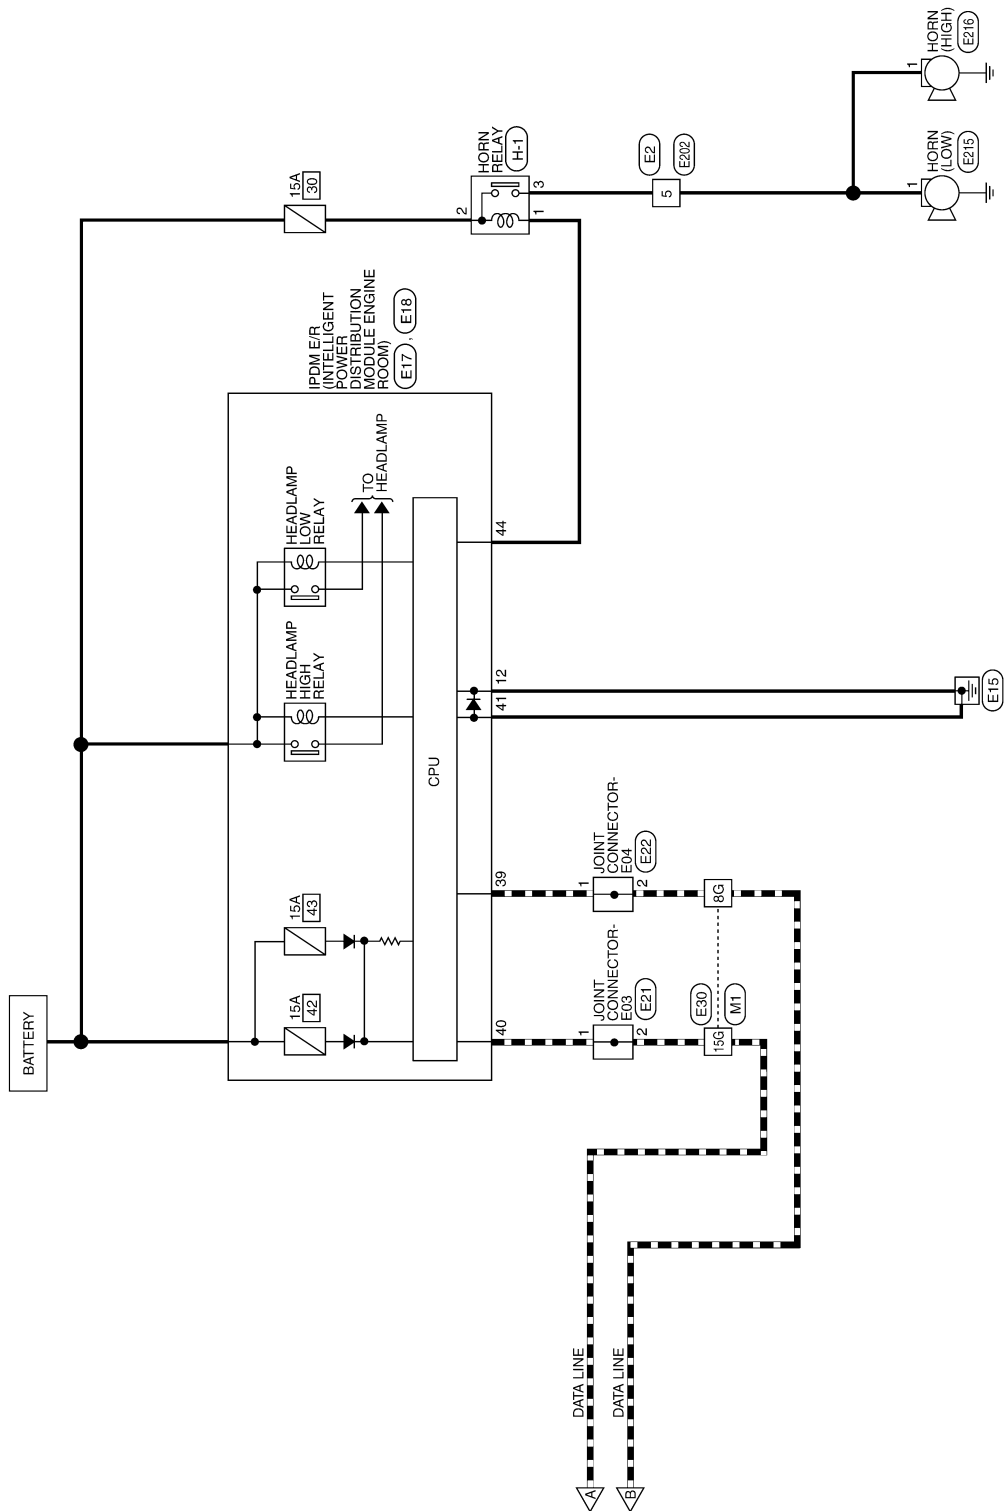 BATTERY
15A
42
15A
43
HEADLAMP
HIGH
RELAY
HEADLAMP
LOW
RELAY
TO
HEADLAMP
CPU
IPDM E/R
(INTELLIGENT
POWER
DISTRIBUTION
MODULE ENGINE
ROOM)
E17 , E18
15A
30
2
HORN
RELAY
H-1
1
3
40
39
41
12
44
1
JOINT
CONNECTOR-
E03
E21
2
1
JOINT
CONNECTOR-
E04
E22
2
15G
E30
M1
8G
5
E2
E202
1
HORN
(LOW)
E215
1
HORN
(HIGH)
E216
E15
DATA LINE
DATA LINE
A
B